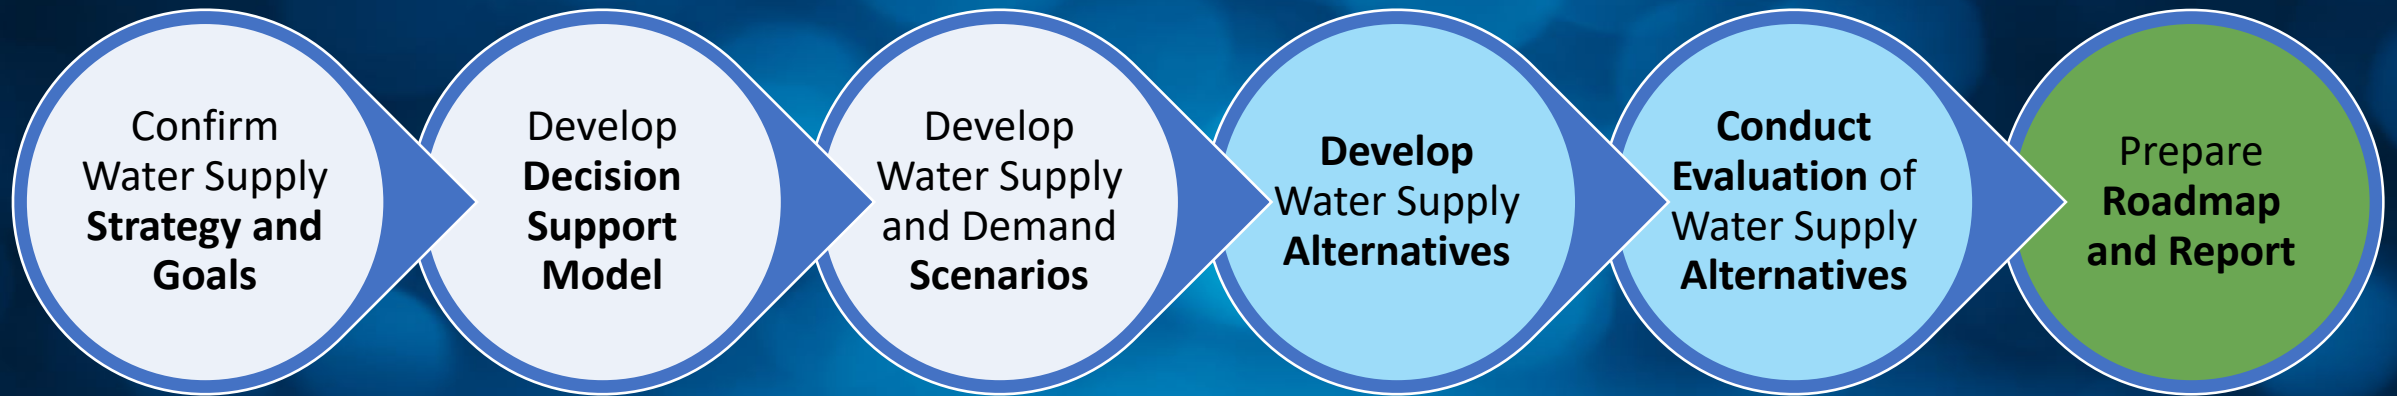 Confirm
Water Supply
Strategy and
Goals
Develop
Decision
Support
Model
Develop
Water Supply
and Demand
Scenarios
Develop
Water Supply
Alternatives
Conduct
Evaluation of
Water Supply
Alternatives
Prepare
Roadmap
and Report